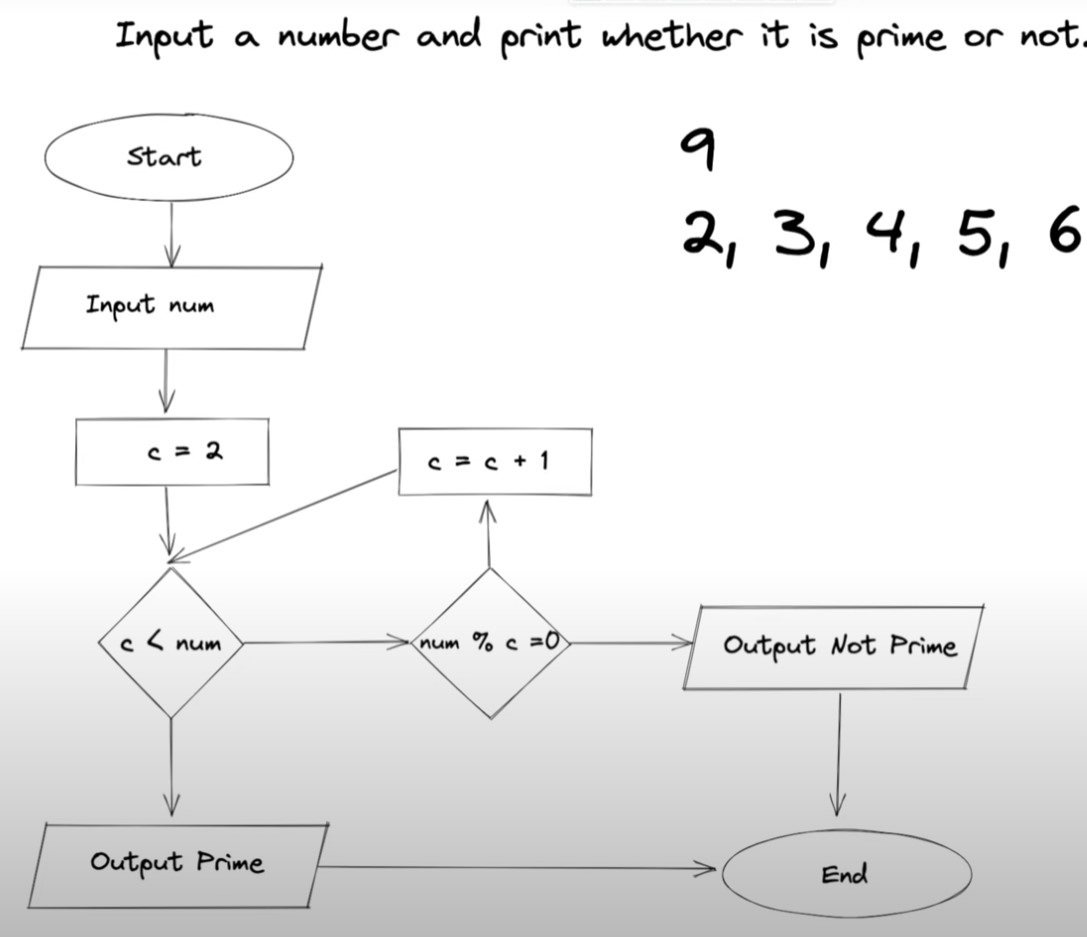 Input a number and print whether it is prime or not.
9
2, 3, 4, 5, 6
Start
Input num
c = 2
c = c + 1
c < num
num % c =0
Output Not Prime
Output Prime
End